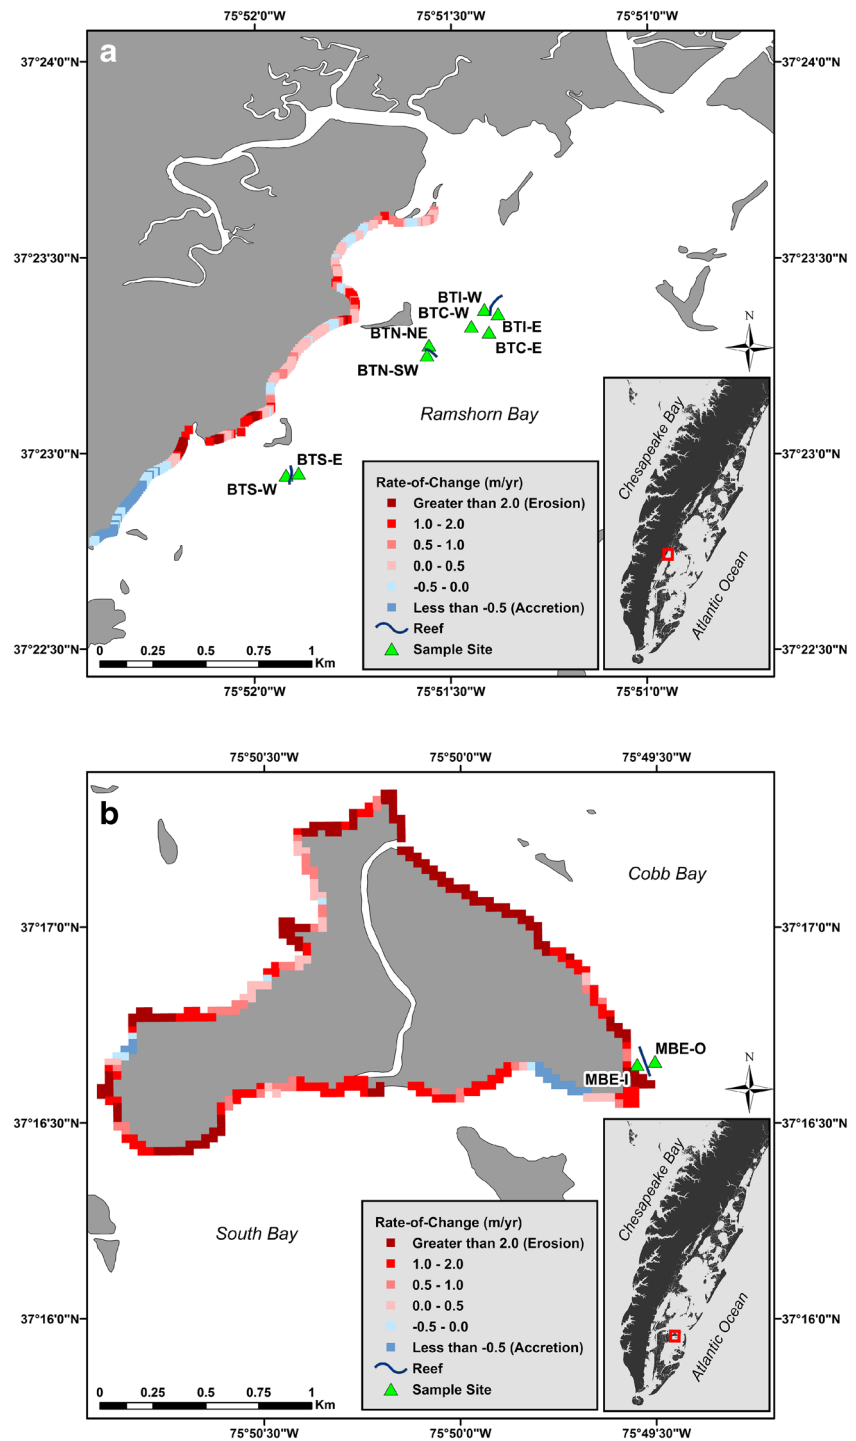 75°52'0"W 75°51'30"W 75°51'0"W
a
37°24'0"N 37°24'0"N
37°23'30"N 37°23'30"N
BTI-W
BTC-W
BTI-E
BTN-NE
BTC-E
BTN-SW
N
Ramshorn Bay
37°23'0"N 37°23'0"N
BTS-E
BTS-W
Rate-of-Change (m/yr)
Greater than 2.0 (Erosion)
1.0 - 2.0
0.5 - 1.0
0.0 - 0.5
-0.5 - 0.0
Less than -0.5 (Accretion)
Reef
Sample Site
Chesapeake Bay
Atlantic Ocean
37°22'30"N 37°22'30"N
0 0.25 0.5 0.75 1
Km
75°52'0"W 75°51'30"W 75°51'0"W
75°50'30"W 75°50'0"W 75°49'30"W
b
Cobb Bay
37°17'0"N 37°17'0"N
MBE-O
MBE-I
N
37°16'30"N 37°16'30"N
South Bay
Rate-of-Change (m/yr)
Greater than 2.0 (Erosion)
1.0 - 2.0
0.5 - 1.0
0.0 - 0.5
-0.5 - 0.0
Less than -0.5 (Accretion)
Reef
Sample Site
Chesapeake Bay
Atlantic Ocean
37°16'0"N 37°16'0"N
0 0.25 0.5 0.75 1
Km
75°50'30"W 75°50'0"W 75°49'30"W